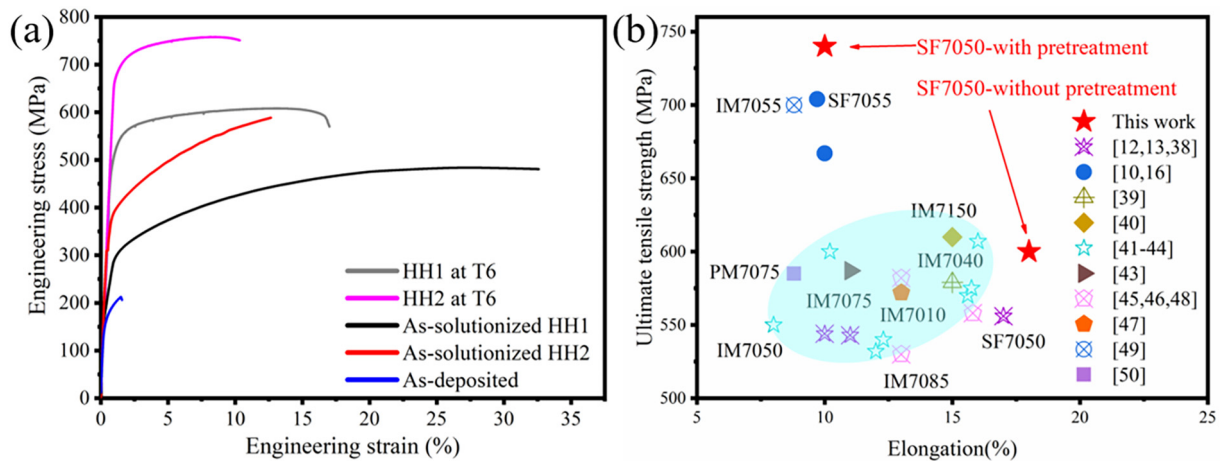 (a)
800
700
600
500
400
300
200
100
0
Engineering stress (MPa)
HH1 at T6
HH2 at T6
As-solutionized HH1
As-solutionized HH2
As-deposited
0 5 10 15 20 25 30 35
Engineering strain (%)
(b)
750
700
650
600
550
500
Ultimate tensile strength (MPa)
SF7050-with pretreatment
SF7050-without pretreatment
IM7055
SF7055
IM7150
IM7040
PM7075
IM7075
IM7010
IM7050
SF7050
IM7085
This work
[12,13,38]
[10,16]
[39]
[40]
[41-44]
[43]
[45,46,48]
[47]
[49]
[50]
5 10 15 20 25
Elongation(%)